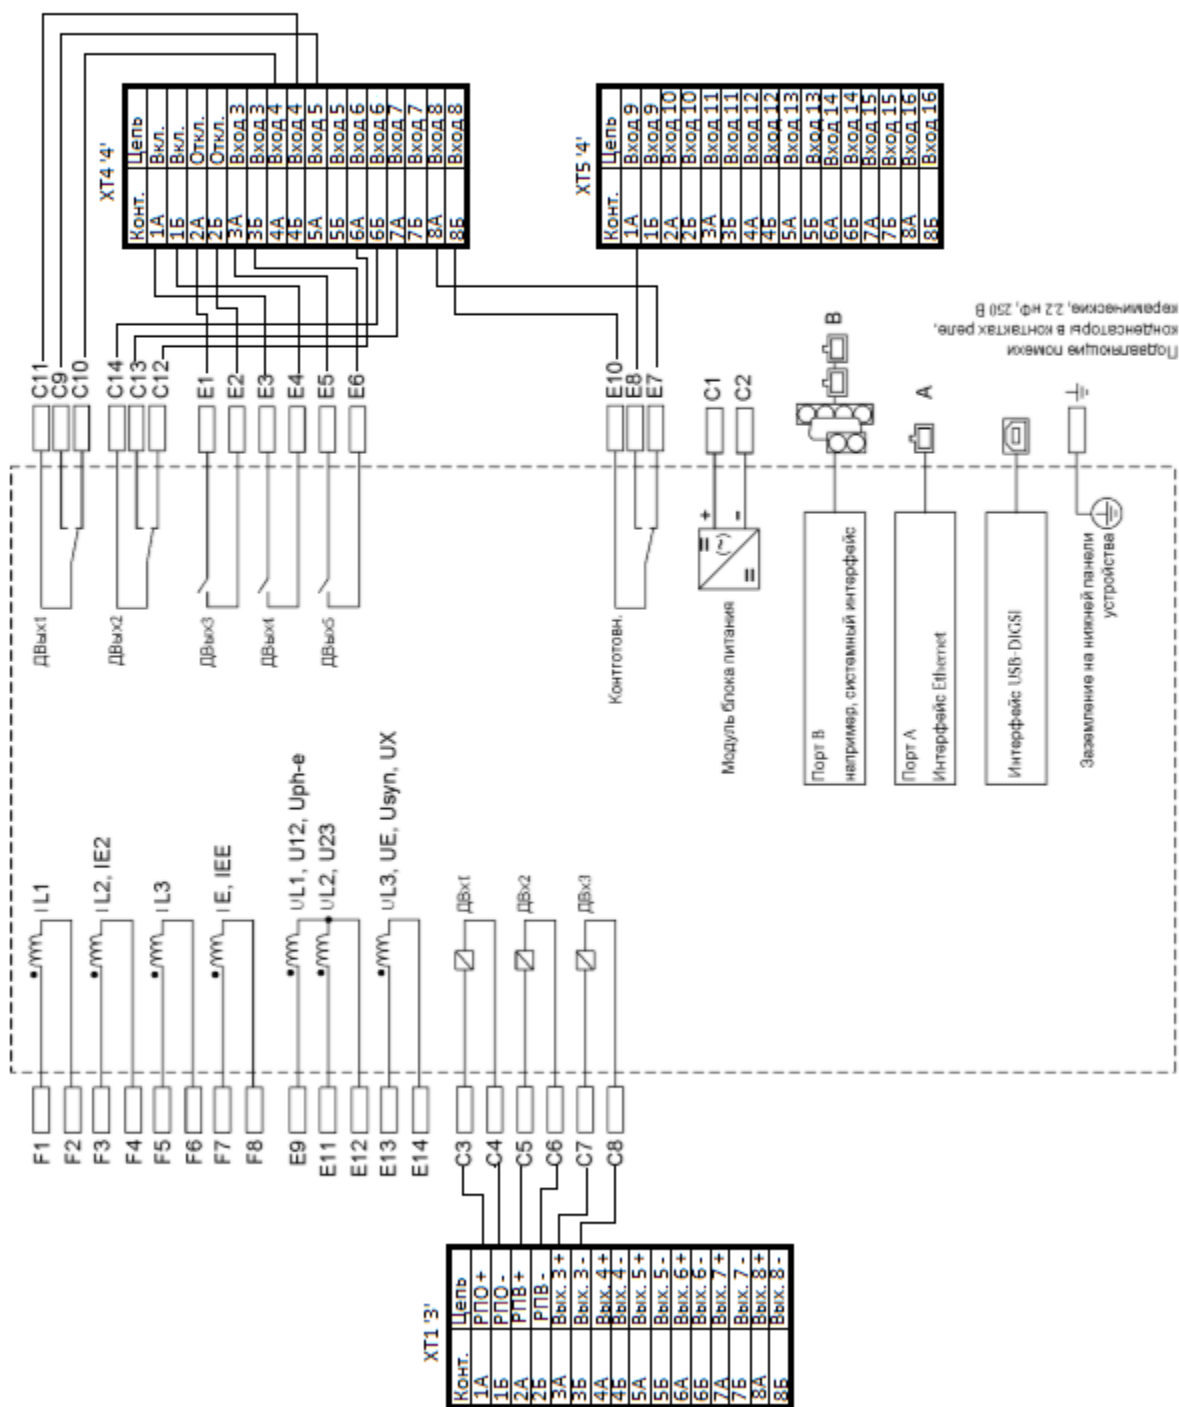 XT4 '4'
Конт. Цепь
1А Вкл.
1Б Вкл.
2А Откл.
2Б Откл.
3А Вход 3
3Б Вход 3
4А Вход 4
4Б Вход 4
5А Вход 5
5Б Вход 5
6А Вход 6
6Б Вход 6
7А Вход 7
7Б Вход 7
8А Вход 8
8Б Вход 8
XT5 '4'
Конт. Цепь
1А Вход 9
1Б Вход 9
2А Вход 10
2Б Вход 10
3А Вход 11
3Б Вход 11
4А Вход 12
4Б Вход 12
5А Вход 13
5Б Вход 13
6А Вход 14
6Б Вход 14
7А Вход 15
7Б Вход 15
8А Вход 16
8Б Вход 16
C11
C9
C10
C14
C13
C12
E1
E2
E3
E4
E5
E6
E10
E8
E7
C1
C2
B
A
Подавляющие помехи
конденсаторы в контактах реле,
керамические, 2.2 нФ, 250 В
ДВых1
ДВых2
ДВых3
ДВых4
ДВых5
Контготовн.
+
-
(~)
Модуль блока питания
Порт B
например, системный интерфейс
Порт A
Интерфейс Ethernet
Интерфейс USB-DIGSI
Заземление на нижней панели
устройства
IL1
IL2, IE2
IL3
IE, IEE
UL1, U12, Uph-e
UL2, U23
UL3, UE, Usyn, UX
ДВх1
ДВх2
ДВх3
F1
F2
F3
F4
F5
F6
F7
F8
E9
E11
E12
E13
E14
C3
C4
C5
C6
C7
C8
XT1 '3'
Конт. Цепь
1А РПО +
1Б РПО -
2А РПВ +
2Б РПВ -
3А Вых. 3 +
3Б Вых. 3 -
4А Вых. 4 +
4Б Вых. 4 -
5А Вых. 5 +
5Б Вых. 5 -
6А Вых. 6 +
6Б Вых. 6 -
7А Вых. 7 +
7Б Вых. 7 -
8А Вых. 8 +
8Б Вых. 8 -